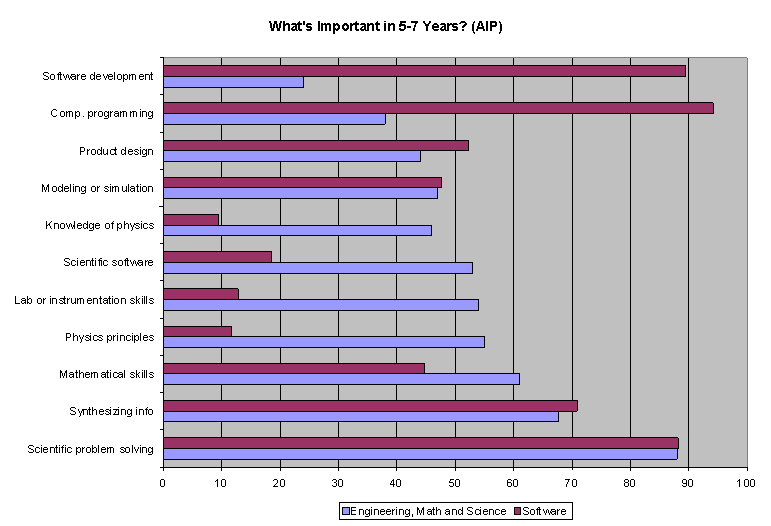 What's Important in 5-7 Years? (AIP)
Software development
Comp. programming
Product design
Modeling or simulation
Knowledge of physics
Scientific software
Lab or instrumentation skills
Physics principles
Mathematical skills
Synthesizing info
Scientific problem solving
0 10 20 30 40 50 60 70 80 90 100
Engineering, Math and Science Software